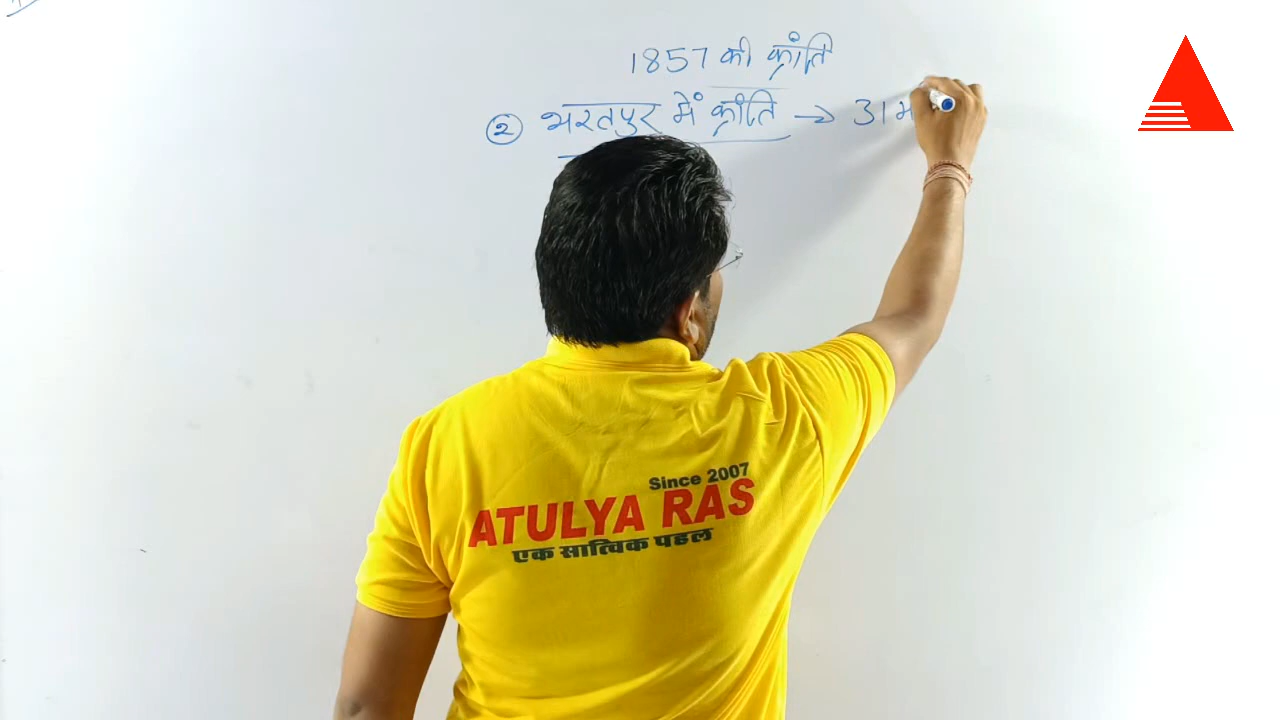 1857 की क्रांति
② भरतपुर में क्रांति → 31 म
Since 2007
ATULYA RAS
एक सात्विक पहल